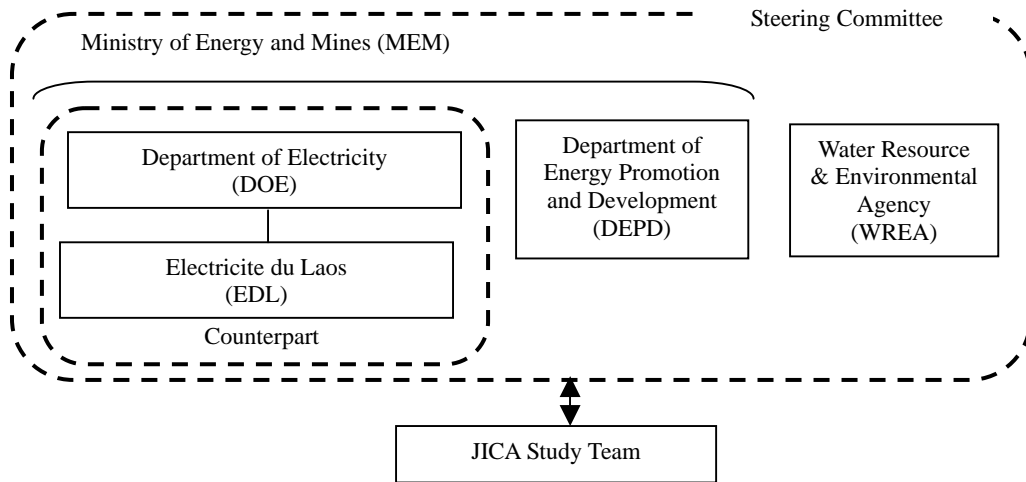 Steering Committee
Ministry of Energy and Mines (MEM)
Department of Electricity
(DOE)
Electricite du Laos
(EDL)
Counterpart
Department of
Energy Promotion
and Development
(DEPD)
Water Resource
& Environmental
Agency
(WREA)
JICA Study Team